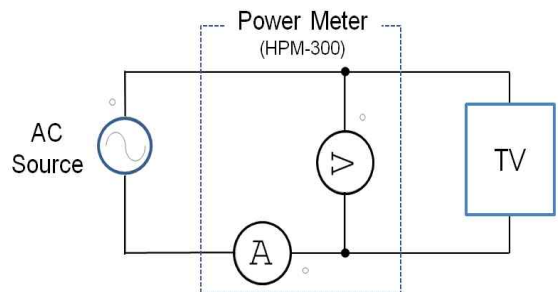 Power Meter
(HPM-300)
AC
Source
V
TV
A